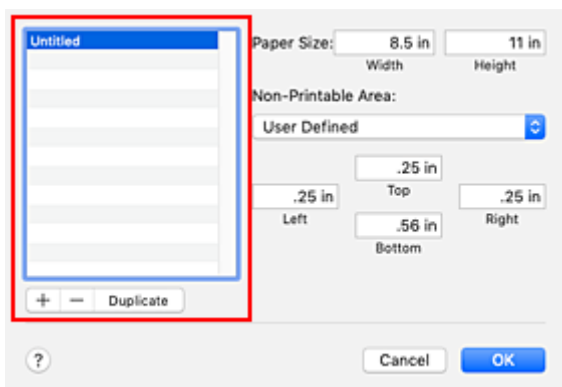 Untitled
Paper Size: 8.5 in 11 in
Width Height
Non-Printable Area:
User Defined
.25 in
Top
.25 in .25 in
Left Right
.56 in
Bottom
+ − Duplicate
? Cancel OK